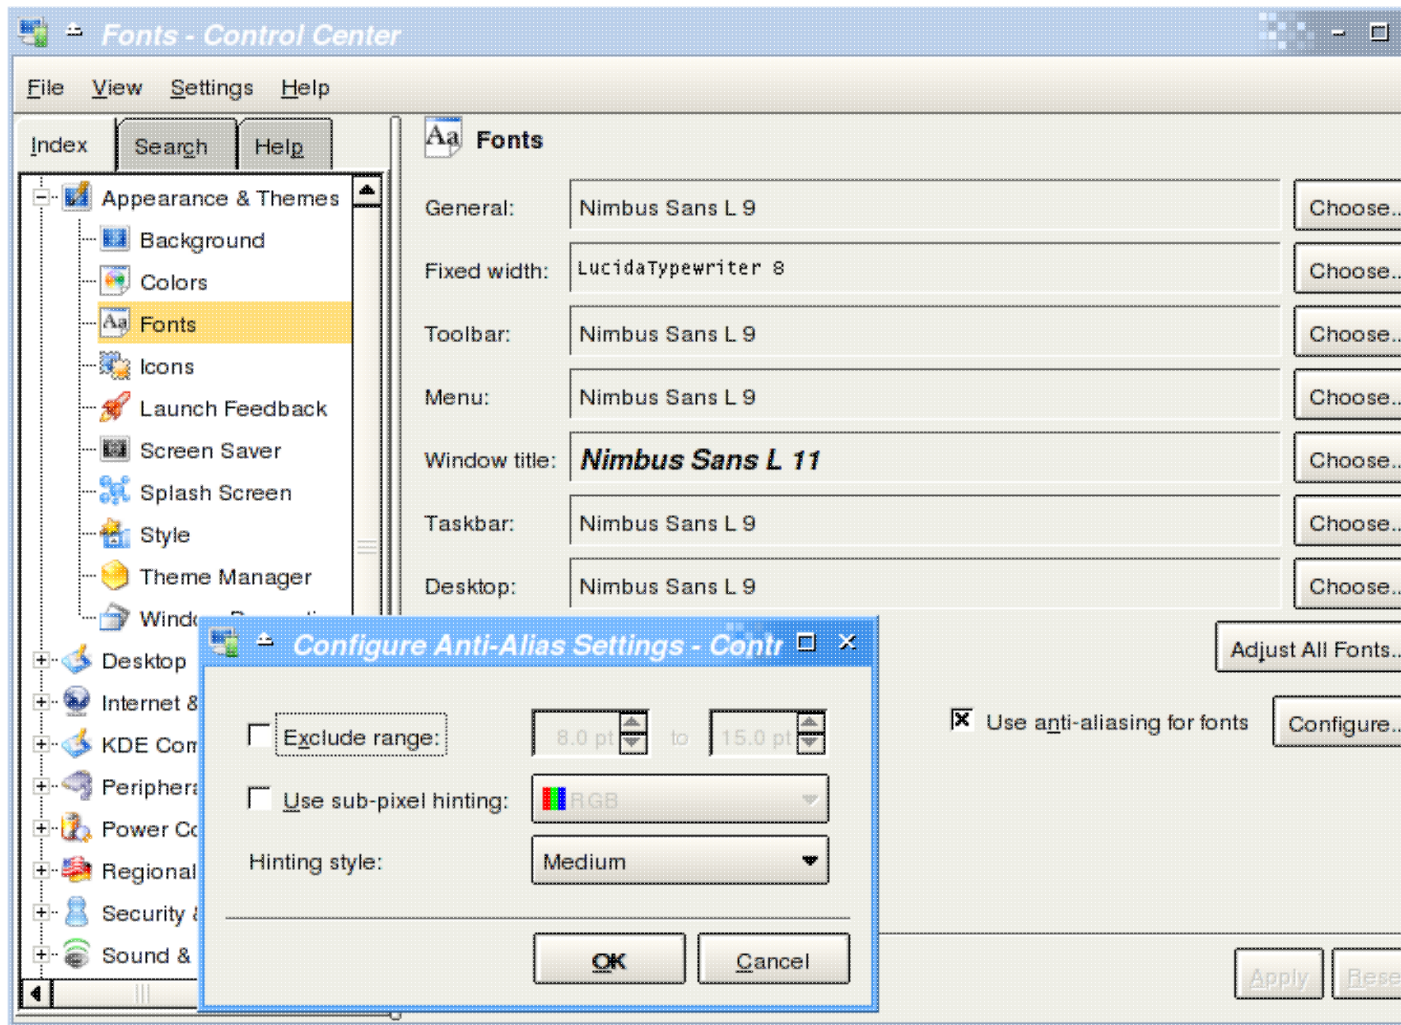 Fonts - Control Center
File View Settings Help
Index Search Help
Appearance & Themes
Background
Colors
Fonts
Icons
Launch Feedback
Screen Saver
Splash Screen
Style
Theme Manager
Desktop
Internet &
KDE
Power
Regional
Security
Sound &
Fonts
General: Nimbus Sans L 9 Choose..
Fixed width: LucidaTypewriter 8 Choose..
Toolbar: Nimbus Sans L 9 Choose..
Menu: Nimbus Sans L 9 Choose..
Window title: Nimbus Sans L 11 Choose..
Taskbar: Nimbus Sans L 9 Choose..
Desktop: Nimbus Sans L 9 Choose..
Adjust All Fonts..
Use anti-aliasing for fonts Configure..
Apply Rese
Configure Anti-Alias Settings - Contr
Exclude range: 8.0 pt to 15.0 pt
Use sub-pixel hinting: RGB
Hinting style: Medium
OK Cancel